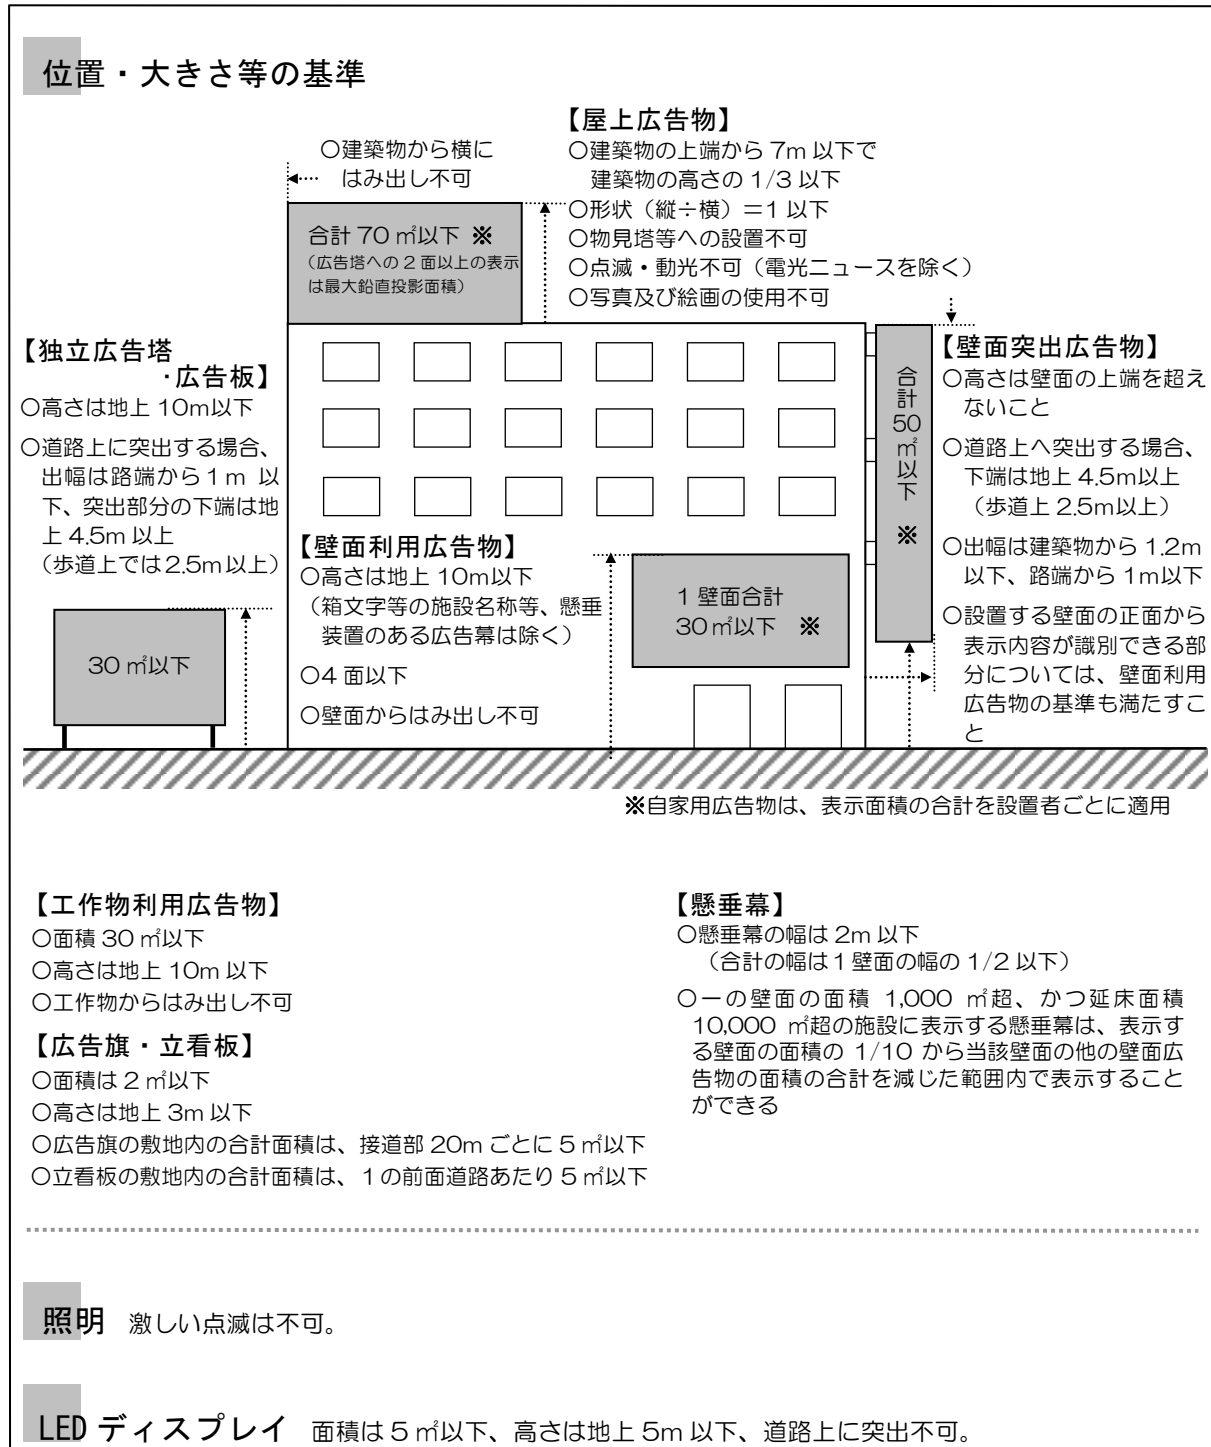 位置・大きさ等の基準
○建築物から横に
はみ出し不可
【屋上広告物】
○建築物の上端から 7m 以下で
建築物の高さの 1/3 以下
○形状（縦÷横）＝1 以下
○物見塔等への設置不可
○点滅・動光不可（電光ニュースを除く）
○写真及び絵画の使用不可
合計 70 ㎡以下 ※
（広告塔への 2 面以上の表示
は最大鉛直投影面積）
【独立広告塔
・広告板】
○高さは地上 10m以下
○道路上に突出する場合、
出幅は路端から 1 m 以
下、突出部分の下端は地
上 4.5m 以上
（歩道上では2.5m以上）
30 ㎡以下
【壁面利用広告物】
○高さは地上 10m以下
（箱文字等の施設名称等、懸垂
装置のある広告幕は除く）
○4 面以下
○壁面からはみ出し不可
1 壁面合計
30 ㎡以下 ※
合計 50 ㎡以下 ※
【壁面突出広告物】
○高さは壁面の上端を超え
ないこと
○道路上へ突出する場合、
下端は地上 4.5m以上
（歩道上 2.5m以上）
○出幅は建築物から 1.2m
以下、路端から 1m以下
○設置する壁面の正面から
表示内容が識別できる部
分については、壁面利用
広告物の基準も満たすこ
と
※自家用広告物は、表示面積の合計を設置者ごとに適用
【工作物利用広告物】
○面積 30 ㎡以下
○高さは地上 10m 以下
○工作物からはみ出し不可
【広告旗・立看板】
○面積は 2 ㎡以下
○高さは地上 3m 以下
○広告旗の敷地内の合計面積は、接道部 20m ごとに 5 ㎡以下
○立看板の敷地内の合計面積は、1 の前面道路あたり 5 ㎡以下
【懸垂幕】
○懸垂幕の幅は 2m 以下
（合計の幅は 1 壁面の幅の 1/2 以下）
○一の壁面の面積 1,000 ㎡超、かつ延床面積
10,000 ㎡超の施設に表示する懸垂幕は、表示す
る壁面の面積の 1/10 から当該壁面の他の壁面広
告物の面積の合計を減じた範囲内で表示すること
ができる
照明 激しい点滅は不可。
LED ディスプレイ 面積は 5 ㎡以下、高さは地上 5m 以下、道路上に突出不可。